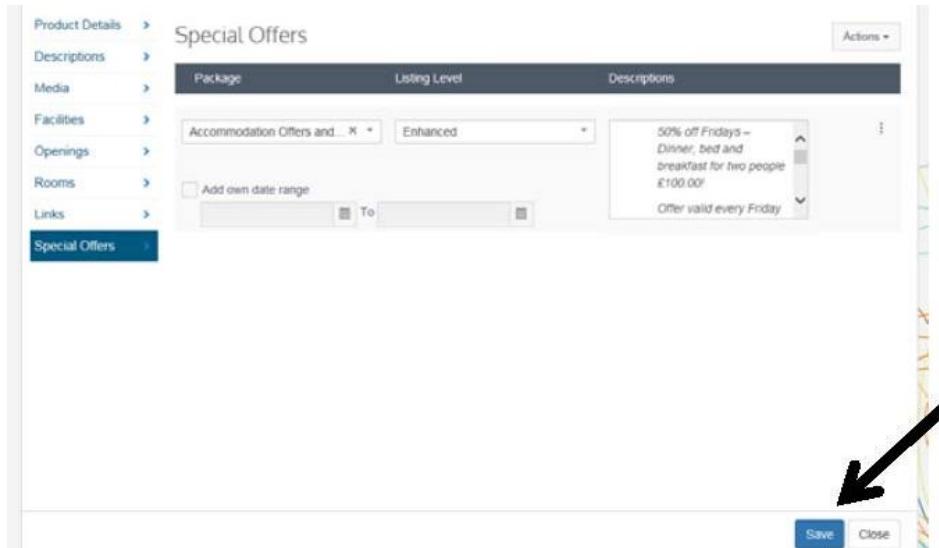 Product Details
Descriptions
Media
Facilities
Openings
Rooms
Links
Special Offers
Special Offers
Actions
Package Listing Level Descriptions
Accommodation Offers and... Enhanced
50% off Fridays –
Dinner, bed and
breakfast for two people
£100.00!
Offer valid every Friday
Add own date range
To
Save Close